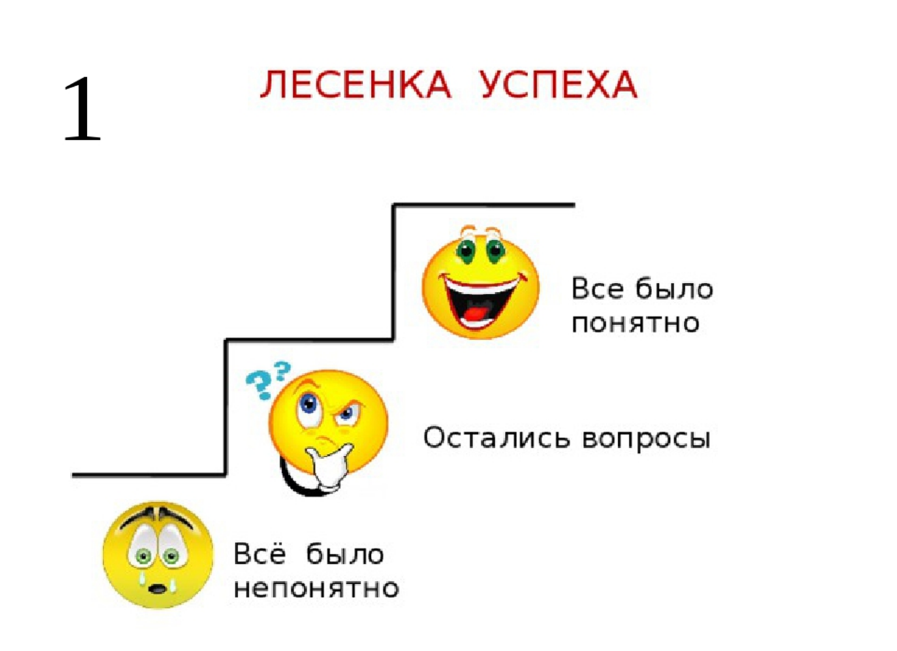 1
ЛЕСЕНКА УСПЕХА
Все было
понятно
??
Остались вопросы
Всё было
непонятно